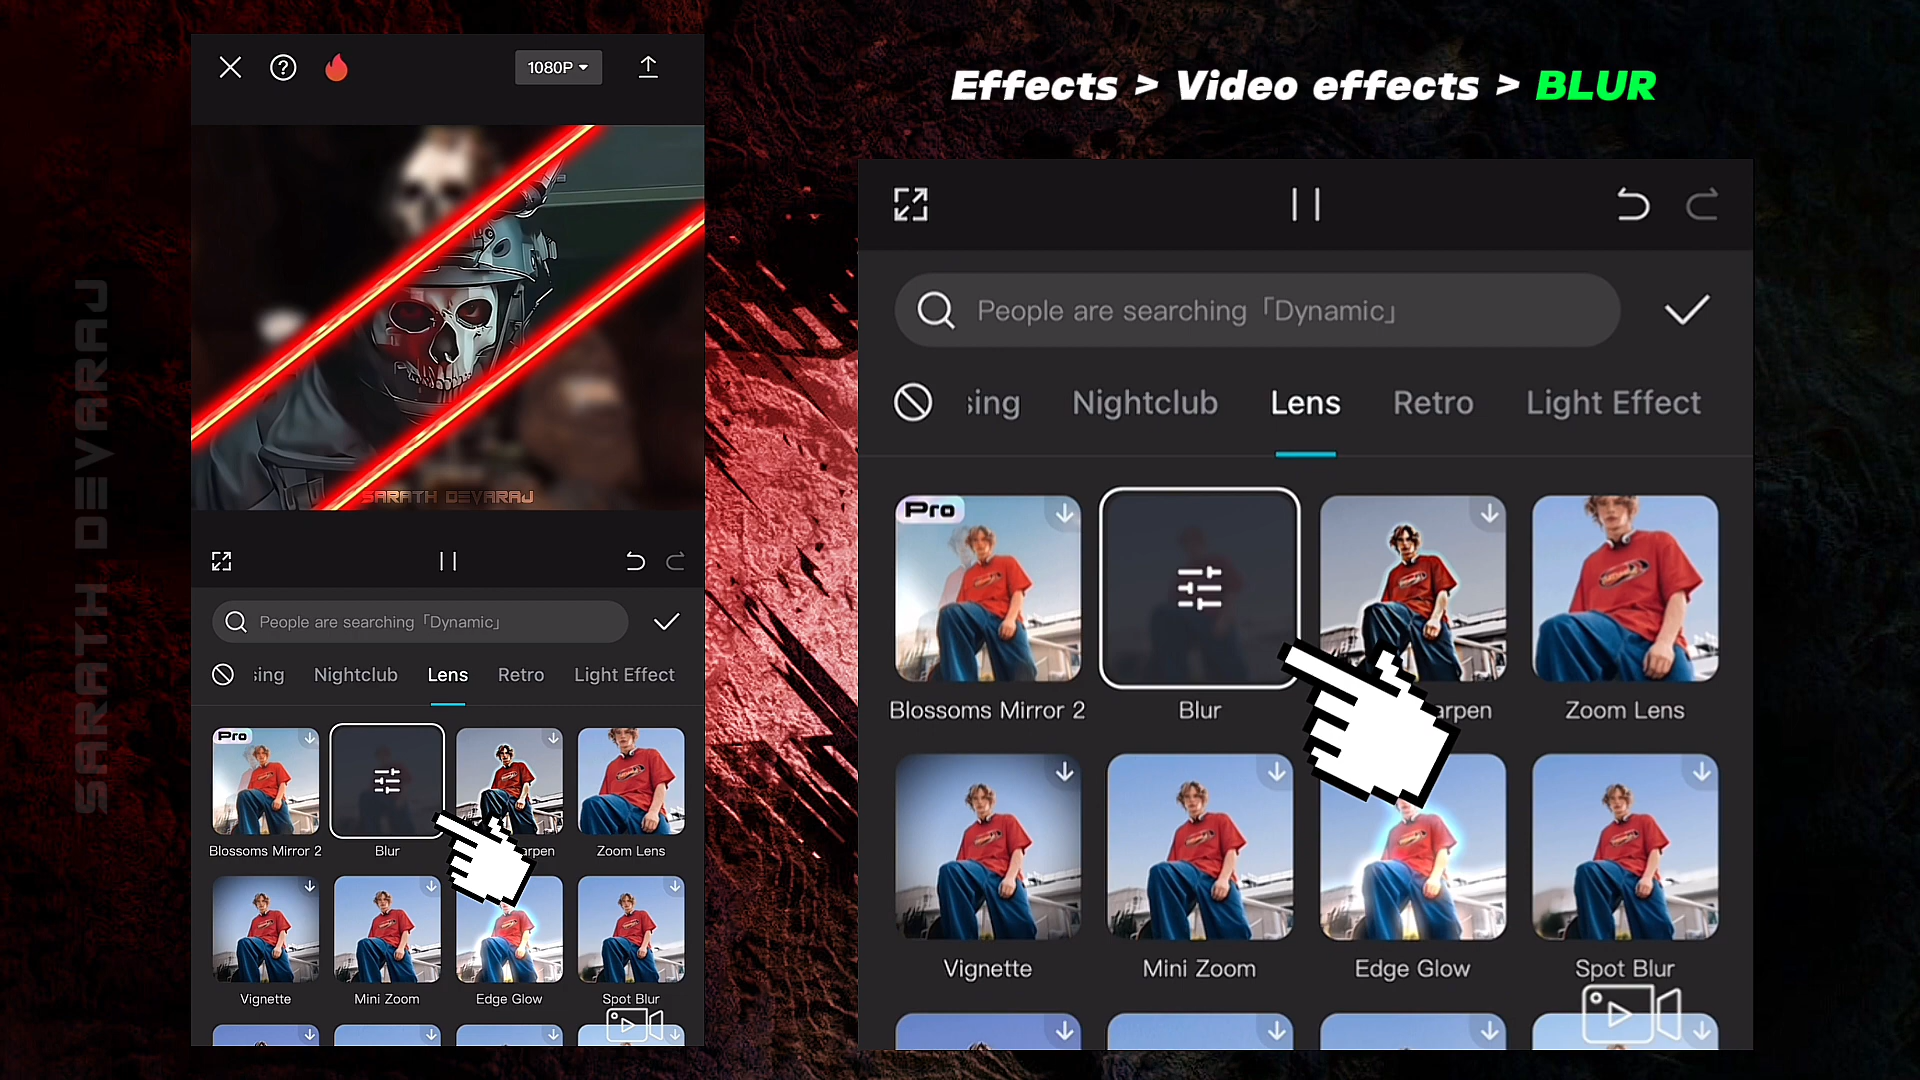 1080P
SARATH DEVARAJ
People are searching「Dynamic」
sing Nightclub Lens Retro Light Effect
Pro
Blossoms Mirror 2 Blur arpen Zoom Lens
Vignette Mini Zoom Edge Glow Spot Blur
SARATH DEVARAJ
Effects > Video effects > BLUR
People are searching「Dynamic」
sing Nightclub Lens Retro Light Effect
Pro
Blossoms Mirror 2 Blur arpen Zoom Lens
Vignette Mini Zoom Edge Glow Spot Blur